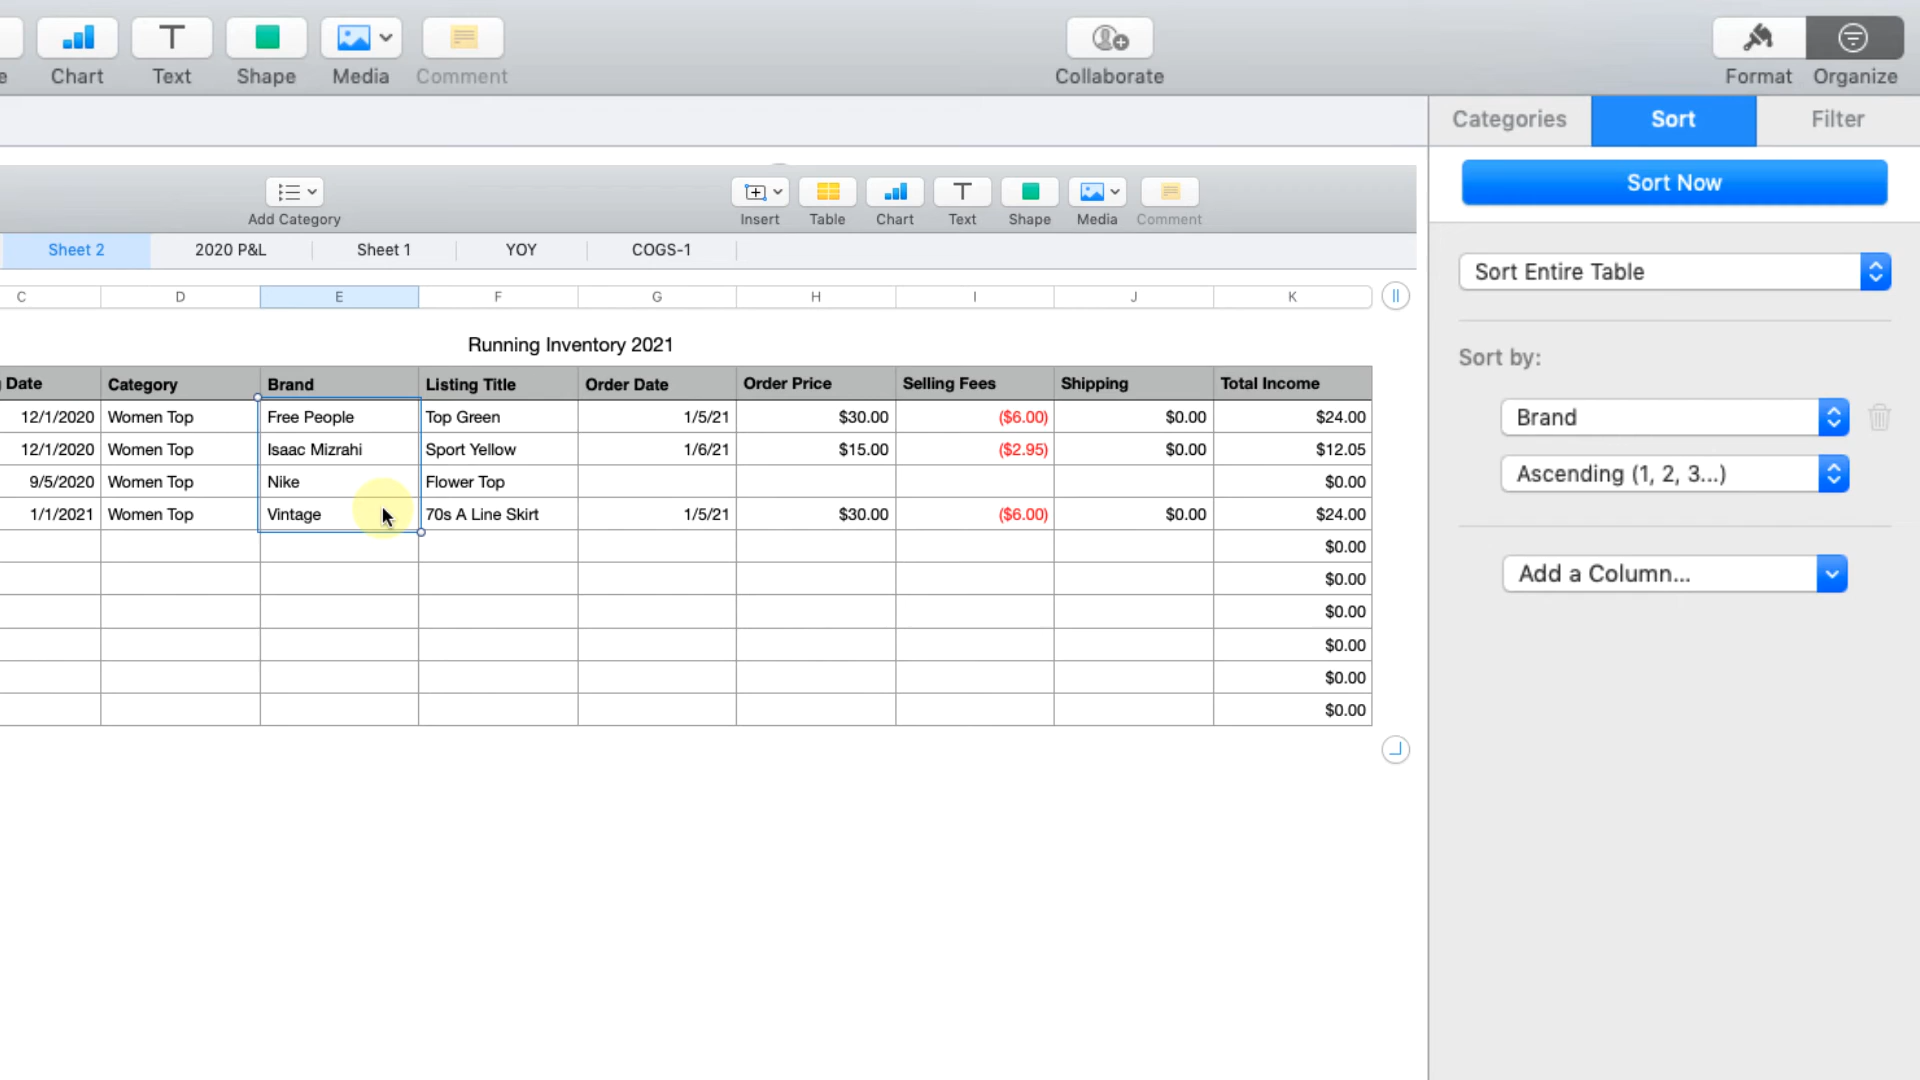 e Chart Text Shape Media Comment Collaborate Format Organize
Categories Sort Filter
Sort Now
Add Category Insert Table Chart Text Shape Media Comment
Sheet 2 2020 P&L Sheet 1 YOY COGS-1
Sort Entire Table
C D E F G H I J K
Running Inventory 2021
Sort by:
Date Category Brand Listing Title Order Date Order Price Selling Fees Shipping Total Income
12/1/2020 Women Top Free People Top Green 1/5/21 $30.00 ($6.00) $0.00 $24.00
Brand
12/1/2020 Women Top Isaac Mizrahi Sport Yellow 1/6/21 $15.00 ($2.95) $0.00 $12.05
Ascending (1, 2, 3...)
9/5/2020 Women Top Nike Flower Top $0.00
1/1/2021 Women Top Vintage 70s A Line Skirt 1/5/21 $30.00 ($6.00) $0.00 $24.00
$0.00
Add a Column...
$0.00
$0.00
$0.00
$0.00
$0.00